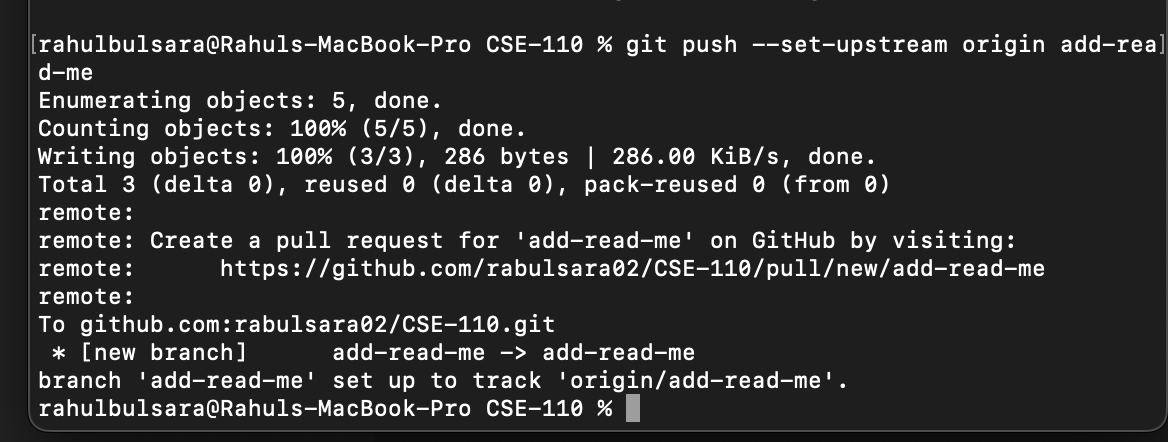 [rahulbulsara@Rahuls-MacBook-Pro CSE-110 % git push --set-upstream origin add-rea]
d-me
Enumerating objects: 5, done.
Counting objects: 100% (5/5), done.
Writing objects: 100% (3/3), 286 bytes | 286.00 KiB/s, done.
Total 3 (delta 0), reused 0 (delta 0), pack-reused 0 (from 0)
remote:
remote: Create a pull request for 'add-read-me' on GitHub by visiting:
remote:      https://github.com/rabulsara02/CSE-110/pull/new/add-read-me
remote:
To github.com:rabulsara02/CSE-110.git
 * [new branch]      add-read-me -> add-read-me
branch 'add-read-me' set up to track 'origin/add-read-me'.
rahulbulsara@Rahuls-MacBook-Pro CSE-110 %